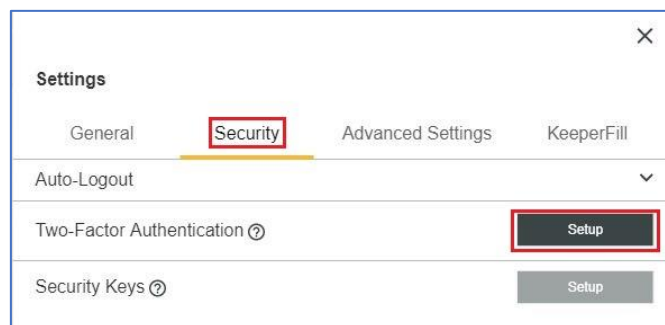 Settings
General Security Advanced Settings KeeperFill
Auto-Logout
Two-Factor Authentication Setup
Security Keys Setup